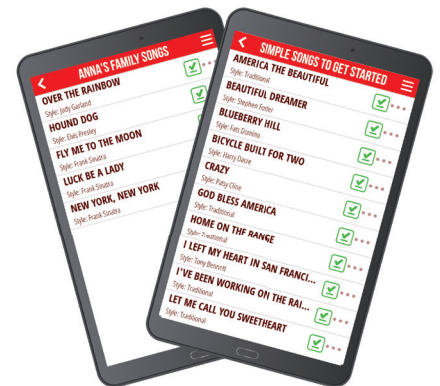 ANNA'S FAMILY SONGS
OVER THE RAINBOW
Style: Judy Garland
HOUND DOG
Style: Elvis Presley
FLY ME TO THE MOON
Style: Frank Sinatra
LUCK BE A LADY
Style: Frank Sinatra
NEW YORK, NEW YORK
Style: Frank Sinatra
SIMPLE SONGS TO GET STARTED
AMERICA THE BEAUTIFUL
Style: Traditional
BEAUTIFUL DREAMER
Style: Stephen Foster
BLUEBERRY HILL
Style: Fats Domino
BICYCLE BUILT FOR TWO
Style: Harry Dacre
CRAZY
Style: Patsy Cline
GOD BLESS AMERICA
Style: Traditional
HOME ON THE RANGE
Style: Traditional
I LEFT MY HEART IN SAN FRANCI...
Style: Tony Bennett
I'VE BEEN WORKING ON THE RAI...
Style: Traditional
LET ME CALL YOU SWEETHEART
Style: Traditional